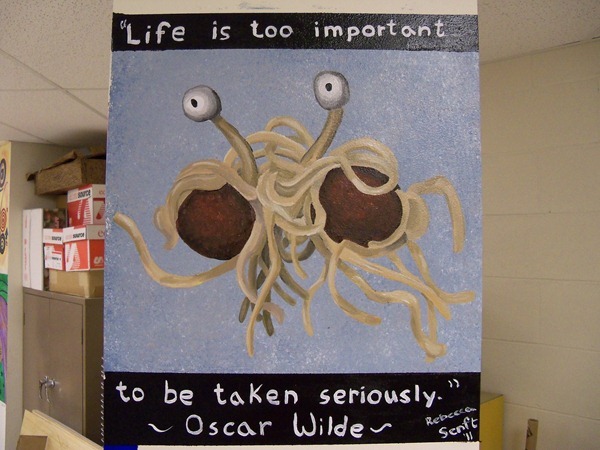 "Life is too important
to be taken seriously."
~ Oscar Wilde ~
Rebecca
Senft
'11